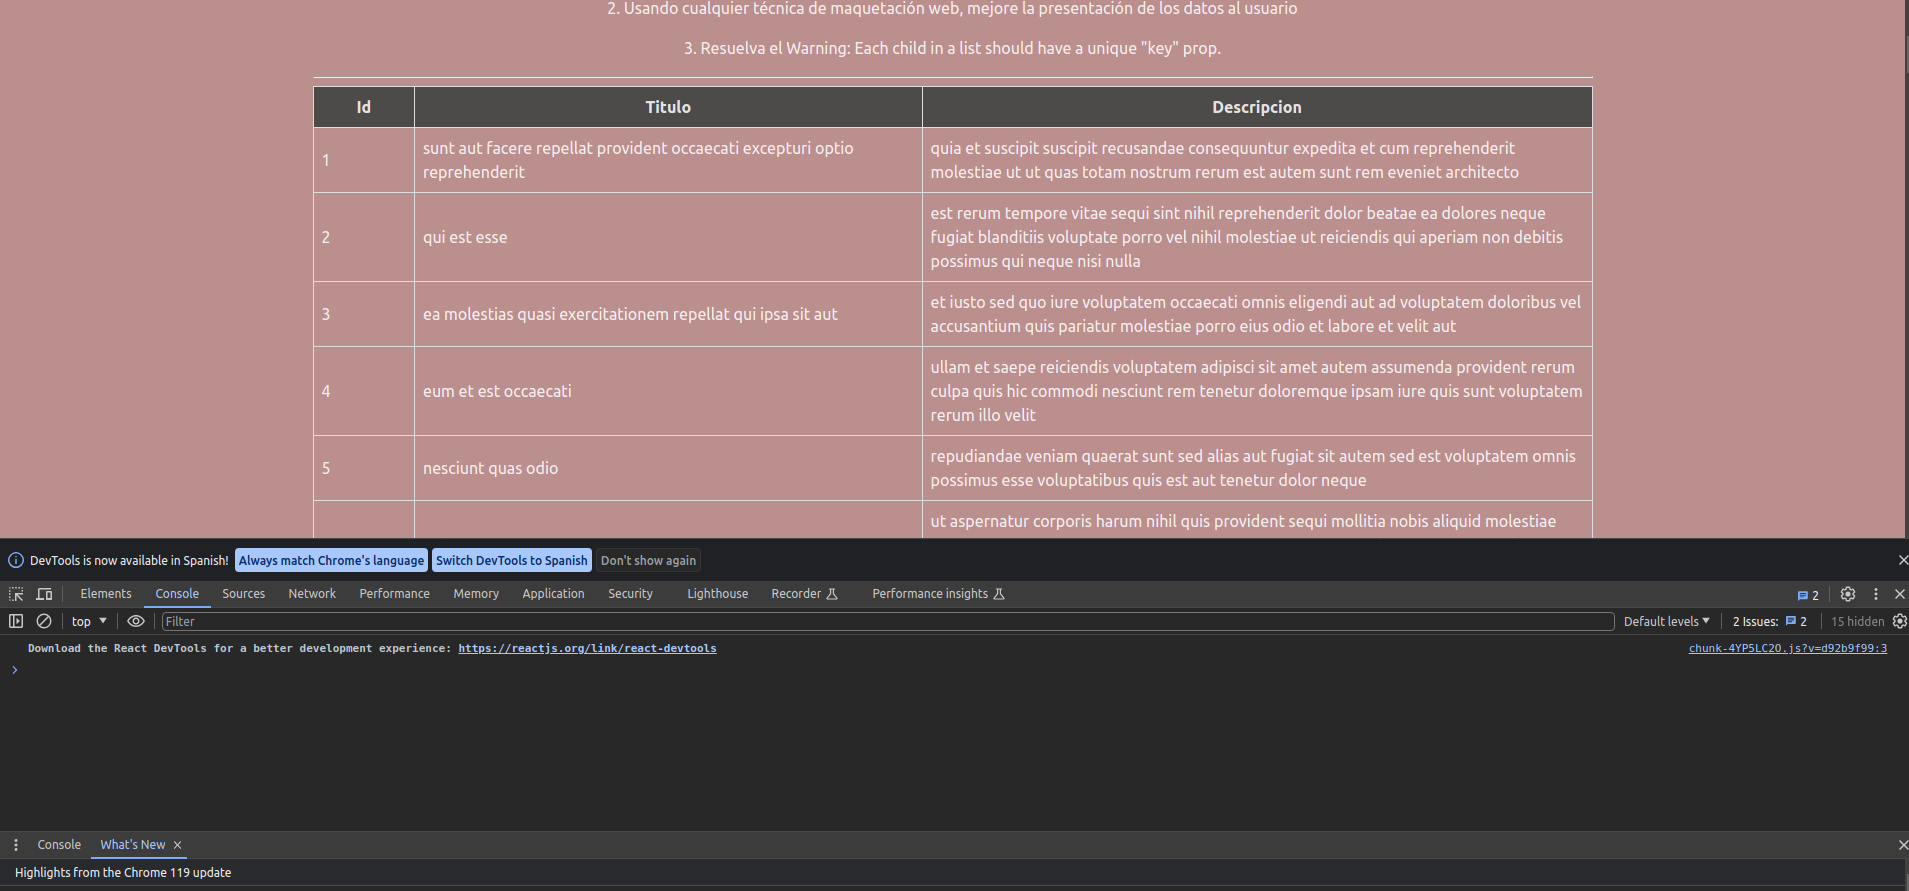 2. Usando cualquier técnica de maquetación web, mejore la presentación de los datos al usuario
3. Resuelva el Warning: Each child in a list should have a unique "key" prop.
Id Titulo Descripcion
1
sunt aut facere repellat provident occaecati excepturi optio
reprehenderit
quia et suscipit suscipit recusandae consequuntur expedita et cum reprehenderit
molestiae ut ut quas totam nostrum rerum est autem sunt rem eveniet architecto
2
qui est esse
est rerum tempore vitae sequi sint nihil reprehenderit dolor beatae ea dolores neque
fugiat blanditiis voluptate porro vel nihil molestiae ut reiciendis qui aperiam non debitis
possimus qui neque nisi nulla
3
ea molestias quasi exercitationem repellat qui ipsa sit aut
et iusto sed quo iure voluptatem occaecati omnis eligendi aut ad voluptatem doloribus vel
accusantium quis pariatur molestiae porro eius odio et labore et velit aut
4
eum et est occaecati
ullam et saepe reiciendis voluptatem adipisci sit amet autem assumenda provident rerum
culpa quis hic commodi nesciunt rem tenetur doloremque ipsam iure quis sunt voluptatem
rerum illo velit
5
nesciunt quas odio
repudiandae veniam quaerat sunt sed alias aut fugiat sit autem sed est voluptatem omnis
possimus esse voluptatibus quis est aut tenetur dolor neque
ut aspernatur corporis harum nihil quis provident sequi mollitia nobis aliquid molestiae
DevTools is now available in Spanish! Always match Chrome's language Switch DevTools to Spanish Don't show again
Elements Console Sources Network Performance Memory Application Security Lighthouse Recorder Performance insights 2
top Filter Default levels 2 Issues: 2 15 hidden
Download the React DevTools for a better development experience: https://reactjs.org/link/react-devtools chunk-4YP5LC2O.js?v=d92b9f99:3
Console What's New
Highlights from the Chrome 119 update